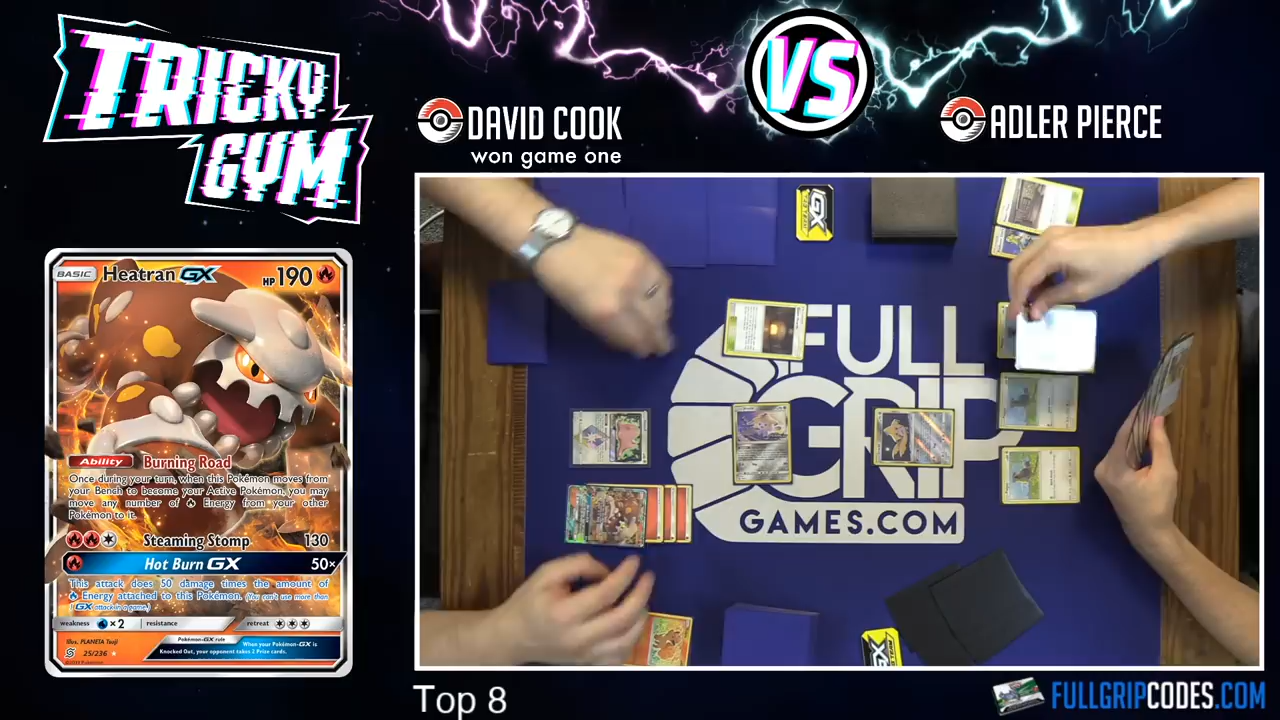 TRICKY
GYM
VS
DAVID COOK
won game one
ADLER PIERCE
BASIC Heatran GX HP 190
Ability Burning Road
Once during your turn, when this Pokémon moves from
your Bench to become your Active Pokémon, you may
move any number of Energy from your other
Pokémon to it.
Steaming Stomp 130
Hot Burn GX 50×
This attack does 50 damage times the amount of
Energy attached to this Pokémon. (You can't use more than
1 GX attack in a game.)
weakness ×2 resistance retreat
Illus. PLANETA Tsuji
25/236
Pokémon-GX rule
When your Pokémon-GX is
Knocked Out, your opponent takes 2 Prize cards.
GX
FULL
GRIP
GAMES.COM
GX
Top 8
FULLGRIPCODES.COM